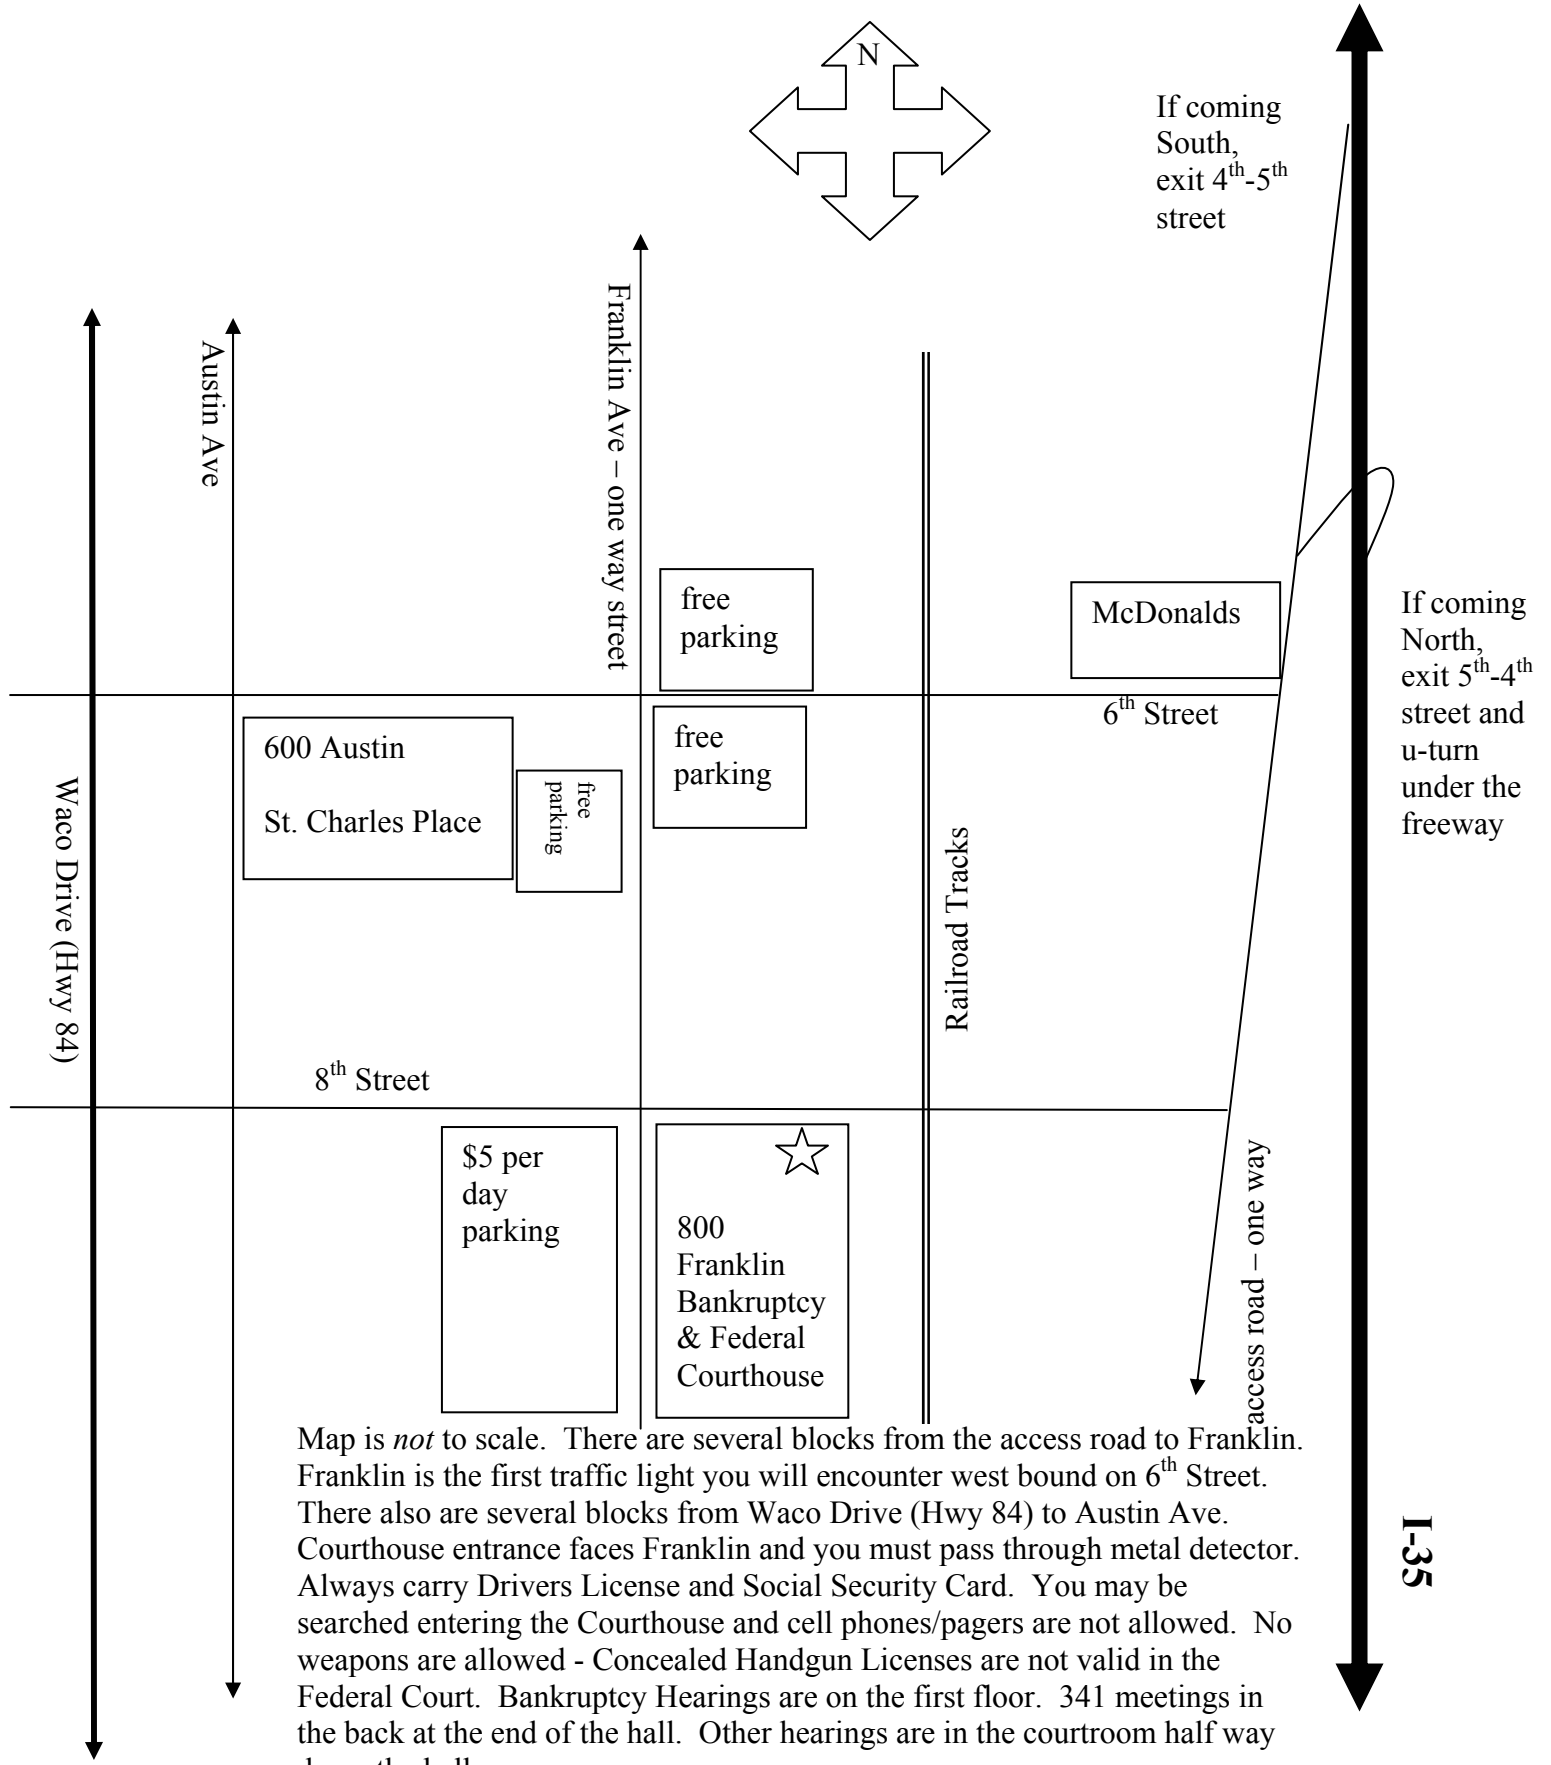 N
If coming
South,
exit 4th-5th
street
Franklin Ave – one way street
Austin Ave
free
parking
McDonalds
If coming
North,
exit 5th-4th
street and
u-turn
under the
freeway
6th Street
600 Austin
St. Charles Place
free
parking
free
parking
Waco Drive (Hwy 84)
Railroad Tracks
8th Street
$5 per
day
parking
800
Franklin
Bankruptcy
& Federal
Courthouse
access road – one way
I-35
Map is not to scale.  There are several blocks from the access road to Franklin.
Franklin is the first traffic light you will encounter west bound on 6th Street.
There also are several blocks from Waco Drive (Hwy 84) to Austin Ave.
Courthouse entrance faces Franklin and you must pass through metal detector.
Always carry Drivers License and Social Security Card.  You may be
searched entering the Courthouse and cell phones/pagers are not allowed.  No
weapons are allowed - Concealed Handgun Licenses are not valid in the
Federal Court.  Bankruptcy Hearings are on the first floor.  341 meetings in
the back at the end of the hall.  Other hearings are in the courtroom half way